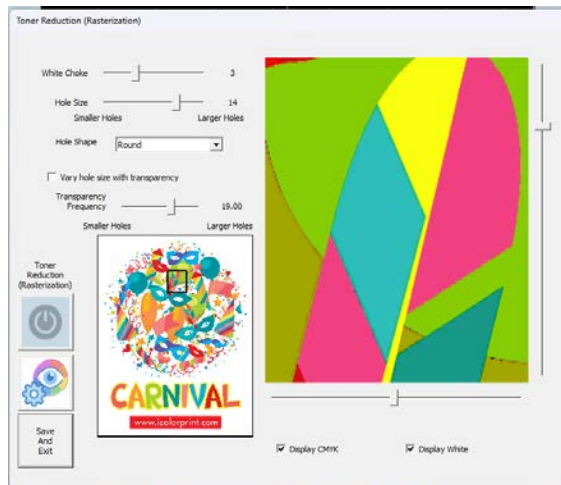 Toner Reduction (Rasterization)
White Choke 3
Hole Size 14
Smaller Holes Larger Holes
Hole Shape Round
Vary hole size with transparency
Transparency
Frequency 19.00
Smaller Holes Larger Holes
Toner
Reduction
(Rasterization)
CARNIVAL
www.icolorprint.com
Save
And
Exit
Display CMYK Display White